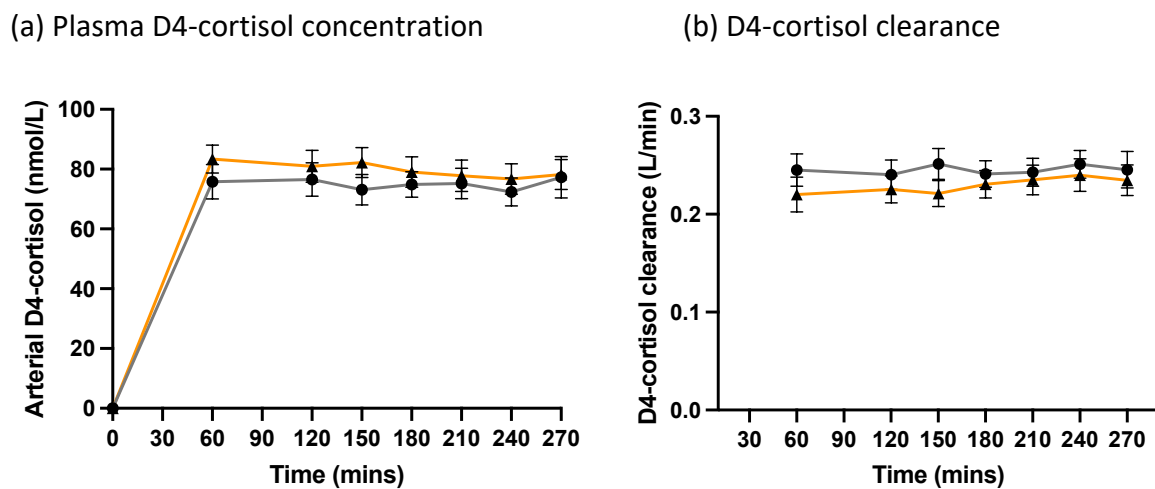 (a) Plasma D4-cortisol concentration
Arterial D4-cortisol (nmol/L)
100
80
60
40
20
0
0 30 60 90 120 150 180 210 240 270
Time (mins)
(b) D4-cortisol clearance
D4-cortisol clearance (L/min)
0.3
0.2
0.1
0.0
30 60 90 120 150 180 210 240 270
Time (mins)